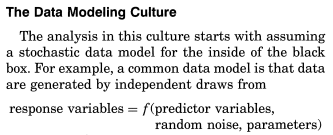 The Data Modeling Culture
The analysis in this culture starts with assuming
a stochastic data model for the inside of the black
box. For example, a common data model is that data
are generated by independent draws from
response variables = f(predictor variables,
random noise, parameters)